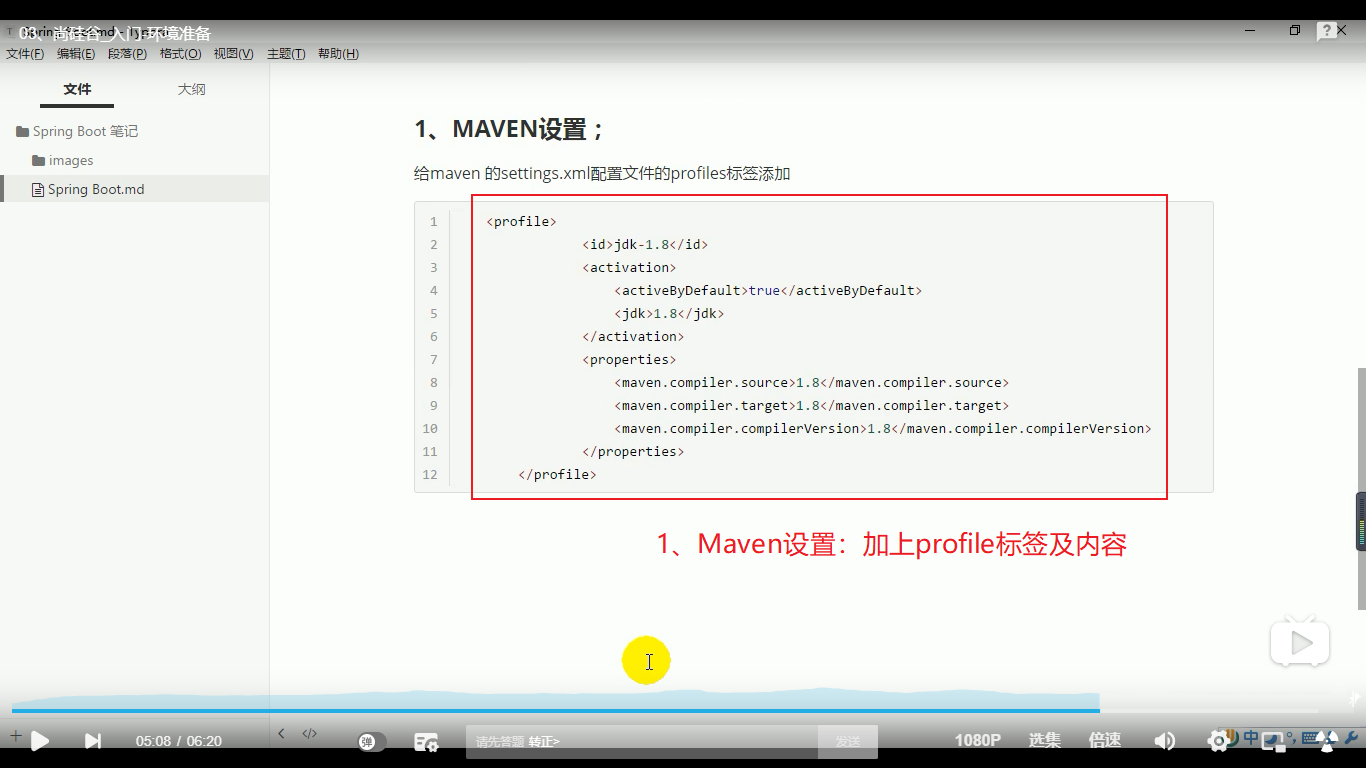 08、尚硅谷_入门-环境准备
文件(F) 编辑(E) 段落(P) 格式(O) 视图(V) 主题(T) 帮助(H)
文件 大纲
Spring Boot 笔记
images
Spring Boot.md
1、MAVEN设置；
给maven 的settings.xml配置文件的profiles标签添加
1 <profile>
2 <id>jdk-1.8</id>
3 <activation>
4 <activeByDefault>true</activeByDefault>
5 <jdk>1.8</jdk>
6 </activation>
7 <properties>
8 <maven.compiler.source>1.8</maven.compiler.source>
9 <maven.compiler.target>1.8</maven.compiler.target>
10 <maven.compiler.compilerVersion>1.8</maven.compiler.compilerVersion>
11 </properties>
12 </profile>
1、Maven设置：加上profile标签及内容
05:08 / 06:20 弹 请先答题 转正> 发送 1080P 选集 倍速 中